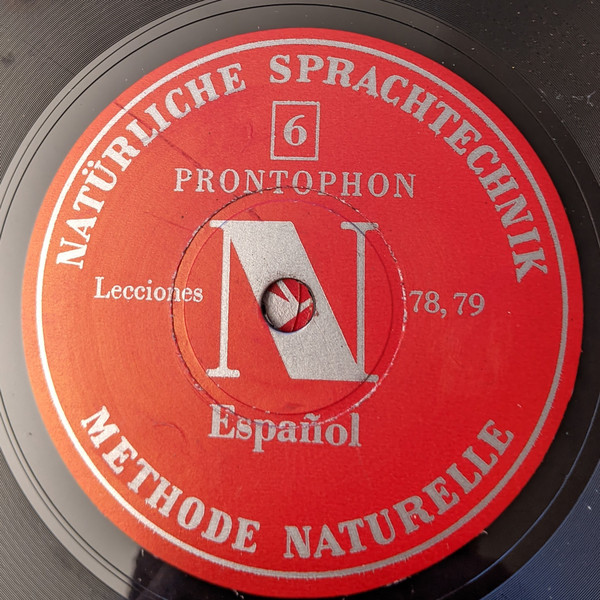 NATÜRLICHE SPRACHTECHNIK
6
PRONTOPHON
Lecciones 78, 79
N
Español
METHODE NATURELLE